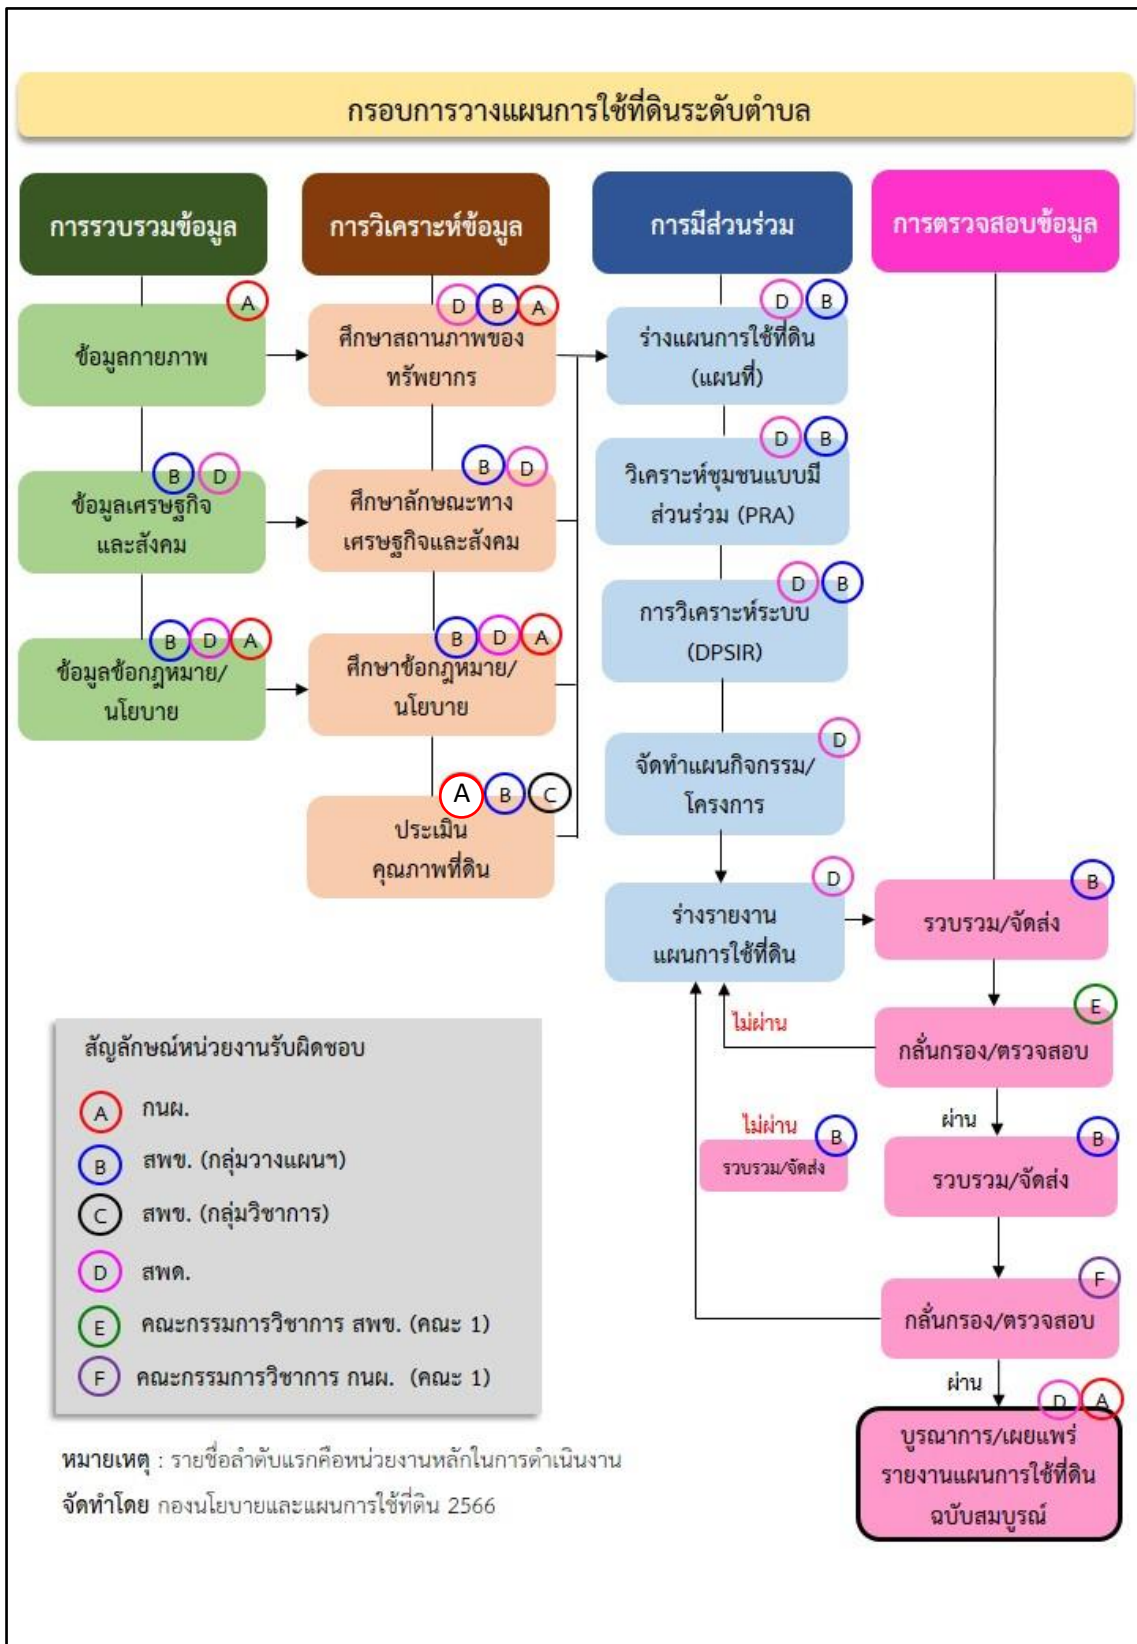 กรอบการวางแผนการใช้ที่ดินระดับตำบล
การรวบรวมข้อมูล
A
ข้อมูลกายภาพ
B D
ข้อมูลเศรษฐกิจ
และสังคม
B D A
ข้อมูลข้อกฎหมาย/
นโยบาย
การวิเคราะห์ข้อมูล
D B A
ศึกษาสถานภาพของ
ทรัพยากร
B D
ศึกษาลักษณะทาง
เศรษฐกิจและสังคม
B D A
ศึกษาข้อกฎหมาย/
นโยบาย
A B C
ประเมิน
คุณภาพที่ดิน
การมีส่วนร่วม
D B
ร่างแผนการใช้ที่ดิน
(แผนที่)
D B
วิเคราะห์ชุมชนแบบมี
ส่วนร่วม (PRA)
D B
การวิเคราะห์ระบบ
(DPSIR)
D
จัดทำแผนกิจกรรม/
โครงการ
D
ร่างรายงาน
แผนการใช้ที่ดิน
การตรวจสอบข้อมูล
B
รวบรวม/จัดส่ง
E
ไม่ผ่าน
กลั่นกรอง/ตรวจสอบ
ผ่าน
ไม่ผ่าน
B
รวบรวม/จัดส่ง
B
รวบรวม/จัดส่ง
F
กลั่นกรอง/ตรวจสอบ
ผ่าน
D A
บูรณาการ/เผยแพร่
รายงานแผนการใช้ที่ดิน
ฉบับสมบูรณ์
สัญลักษณ์หน่วยงานรับผิดชอบ
A กนผ.
B สพข. (กลุ่มวางแผนฯ)
C สพข. (กลุ่มวิชาการ)
D สพด.
E คณะกรรมการวิชาการ สพข. (คณะ 1)
F คณะกรรมการวิชาการ กนผ. (คณะ 1)
หมายเหตุ : รายชื่อลำดับแรกคือหน่วยงานหลักในการดำเนินงาน
จัดทำโดย กองนโยบายและแผนการใช้ที่ดิน 2566